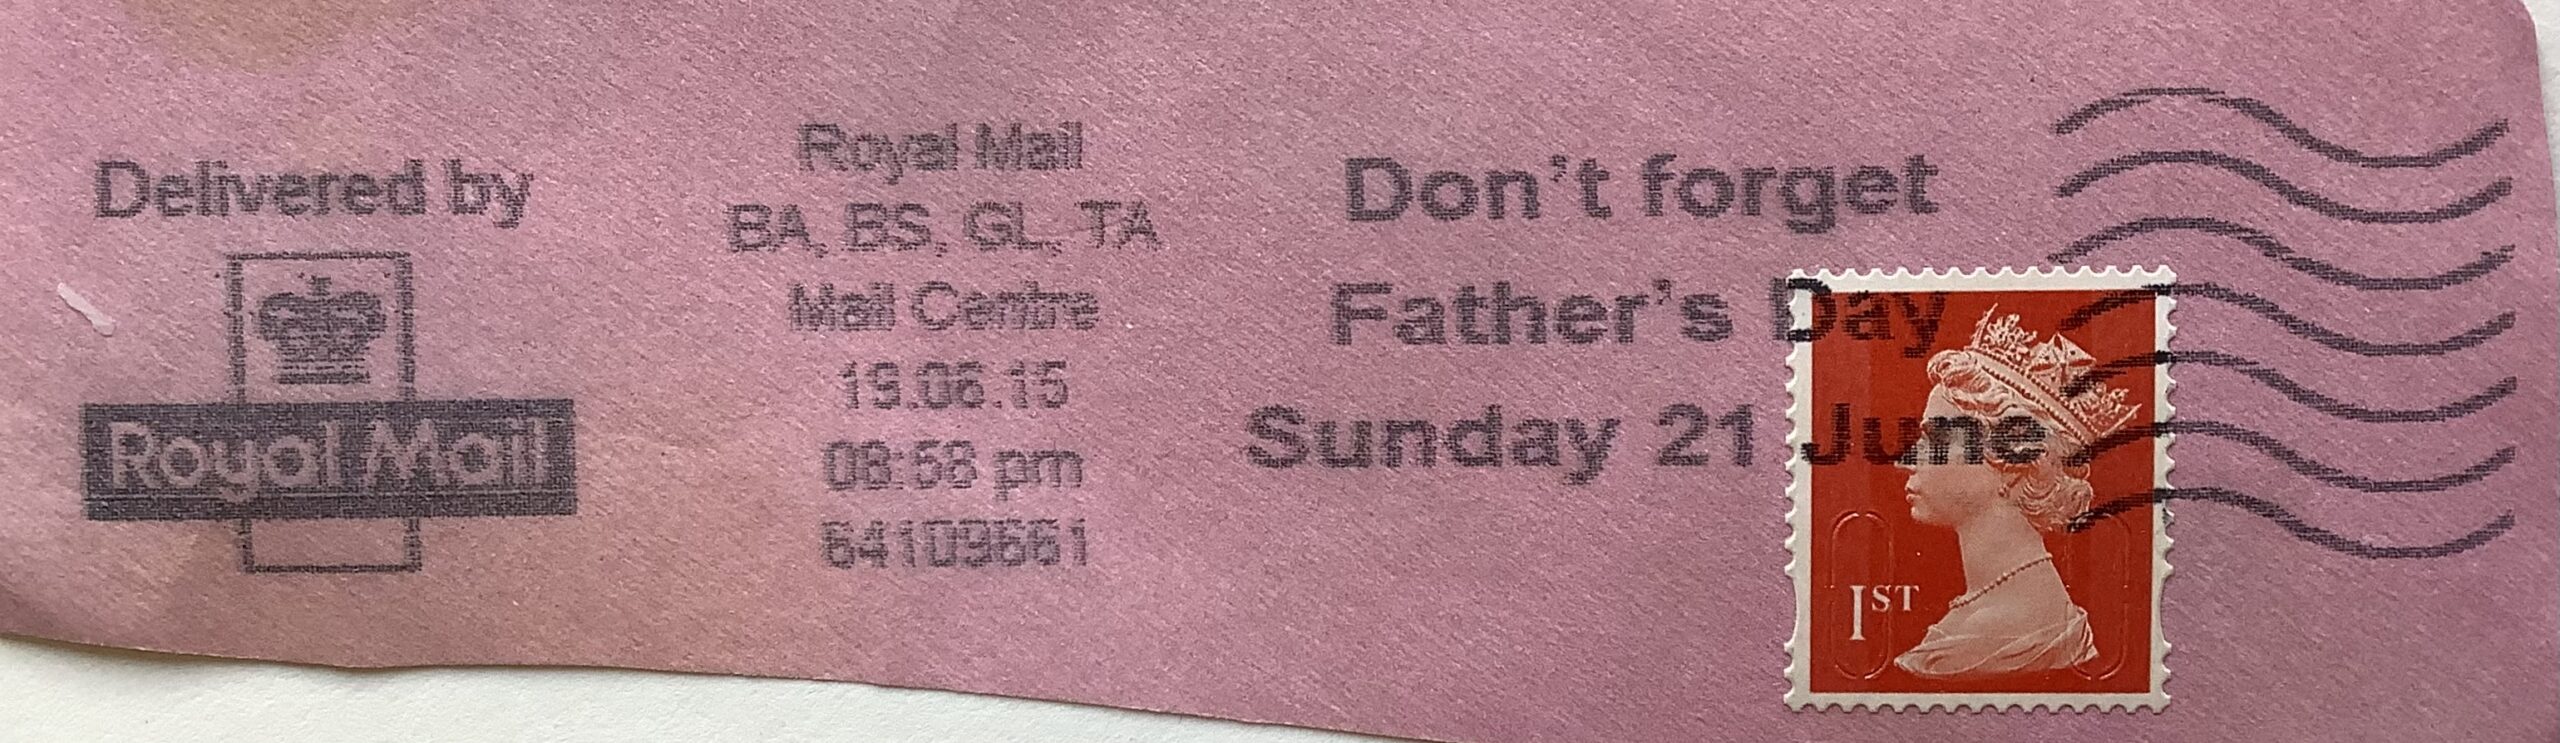 Delivered by
Royal Mail
Royal Mail
BA, BS, GL, TA
Mail Centre
19.06.15
08:58 pm
64109661
Don't forget
Father's Day
Sunday 21 June
1ST